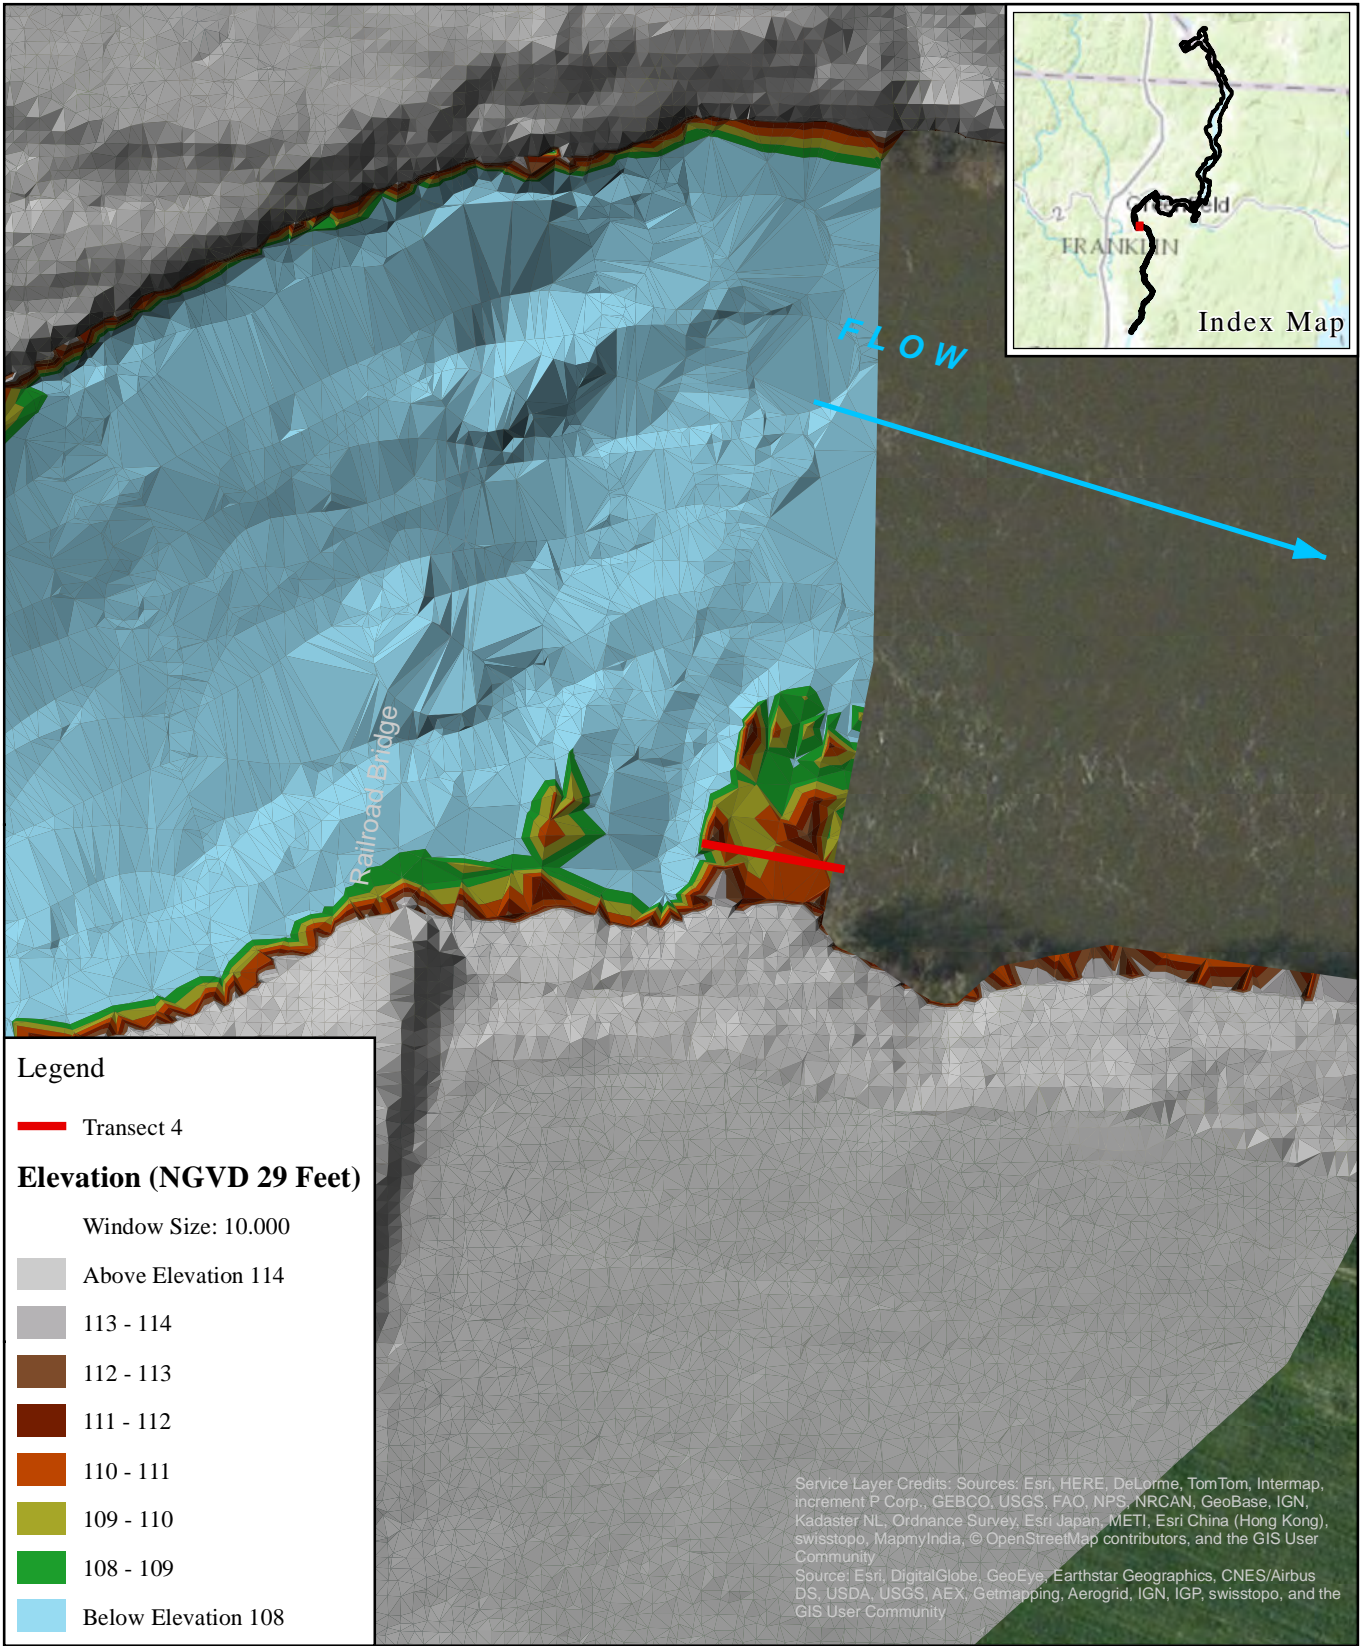 Greenfield
2
FRANKLIN
Index Map
FLOW
Railroad Bridge
Legend
Transect 4
Elevation (NGVD 29 Feet)
Window Size: 10.000
Above Elevation 114
113 - 114
112 - 113
111 - 112
110 - 111
109 - 110
108 - 109
Below Elevation 108
Service Layer Credits: Sources: Esri, HERE, DeLorme, TomTom, Intermap,
increment P Corp., GEBCO, USGS, FAO, NPS, NRCAN, GeoBase, IGN,
Kadaster NL, Ordnance Survey, Esri Japan, METI, Esri China (Hong Kong),
swisstopo, MapmyIndia, © OpenStreetMap contributors, and the GIS User
Community
Source: Esri, DigitalGlobe, GeoEye, Earthstar Geographics, CNES/Airbus
DS, USDA, USGS, AEX, Getmapping, Aerogrid, IGN, IGP, swisstopo, and the
GIS User Community